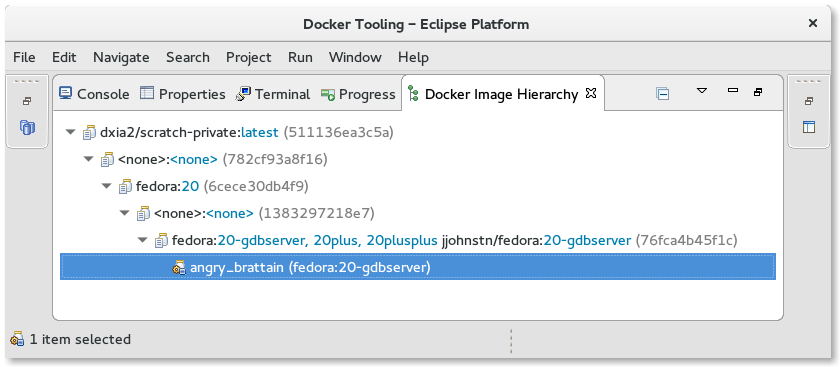 Docker Tooling – Eclipse Platform
File Edit Navigate Search Project Run Window Help
Console Properties Terminal Progress Docker Image Hierarchy
dxia2/scratch-private:latest (511136ea3c5a)
<none>:<none> (782cf93a8f16)
fedora:20 (6cece30db4f9)
<none>:<none> (1383297218e7)
fedora:20-gdbserver, 20plus, 20plusplus jjohnstn/fedora:20-gdbserver (76fca4b45f1c)
angry_brattain (fedora:20-gdbserver)
1 item selected